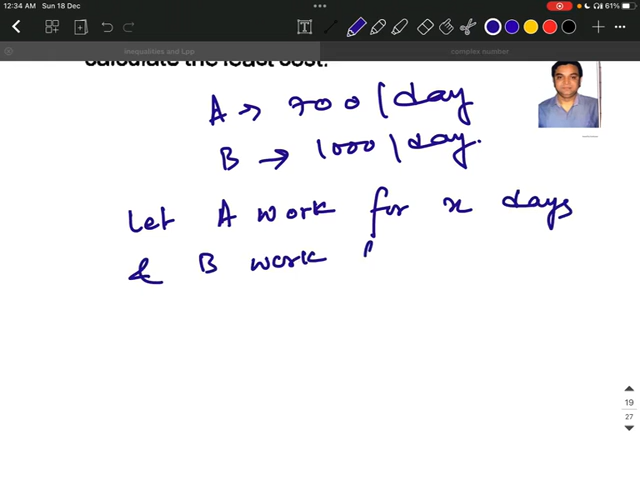 12:34 AM Sun 18 Dec
61%
inequalities and Lpp
complex number
calculate the least cost.
A → 700 / day
B → 1000 / day.
Let A work for x days
& B work
19
27